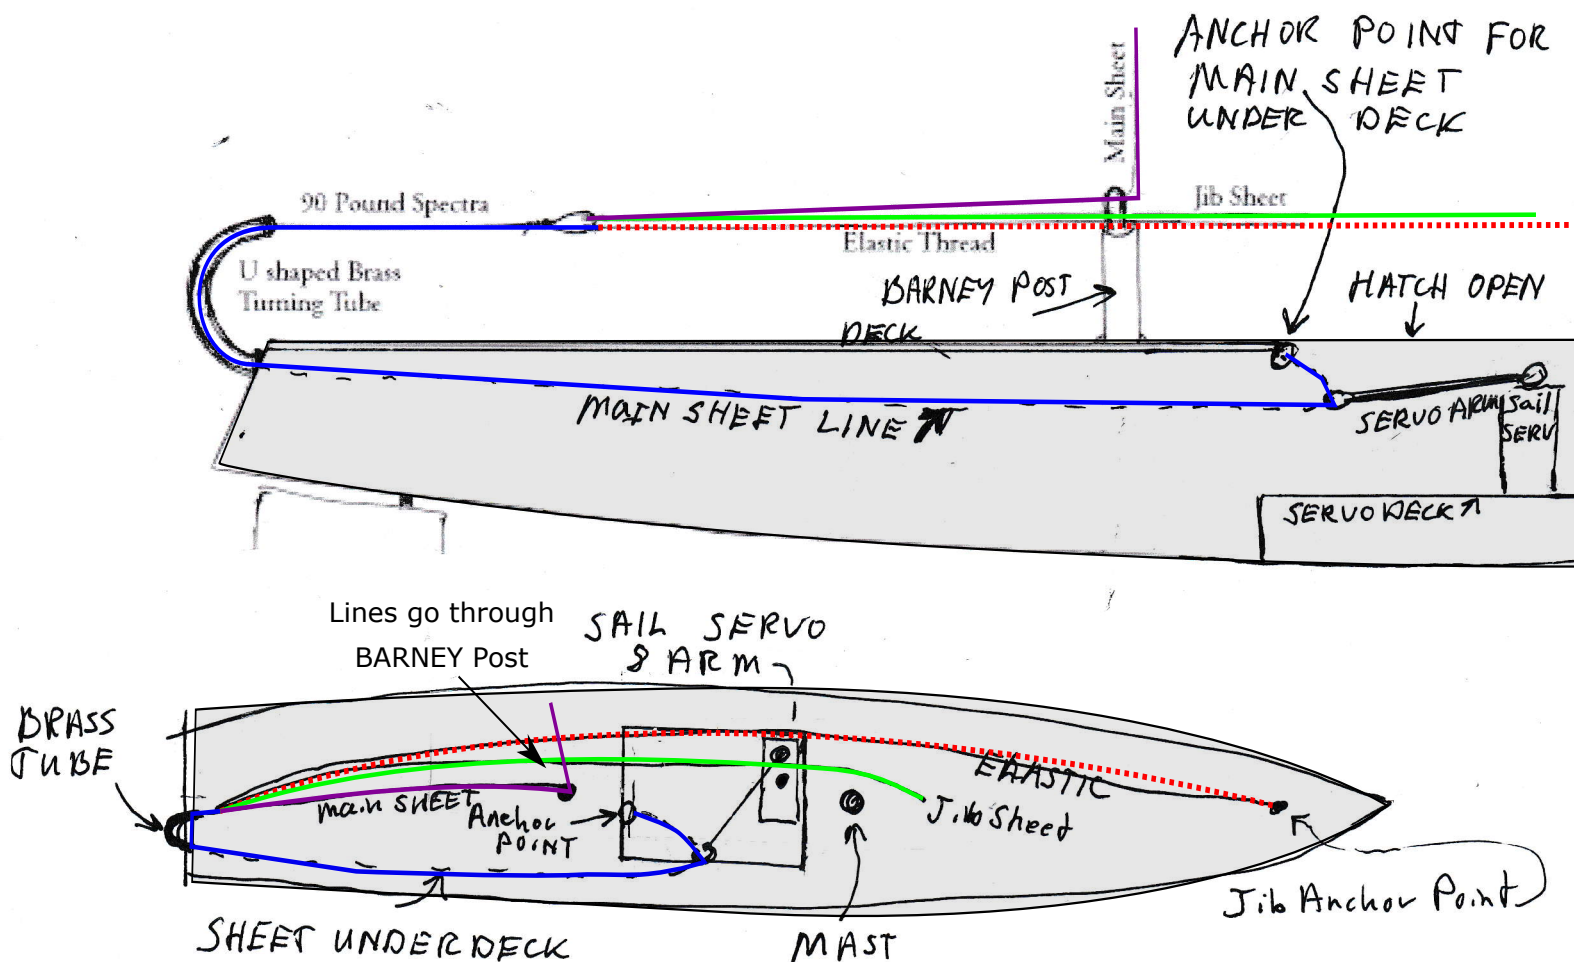 ANCHOR POINT FOR
MAIN SHEET
UNDER DECK
Main Sheet
90 Pound Spectra
Jib Sheet
Elastic Thread
U shaped Brass
Turning Tube
BARNEY POST
HATCH OPEN
DECK
MAIN SHEET LINE
SERVO ARM
Sail
SERV
SERVO DECK
Lines go through
BARNEY Post
SAIL SERVO
& ARM
BRASS
TUBE
main SHEET
Anchor
POINT
ELASTIC
Jib Sheet
Jib Anchor Point
SHEET UNDERDECK
MAST